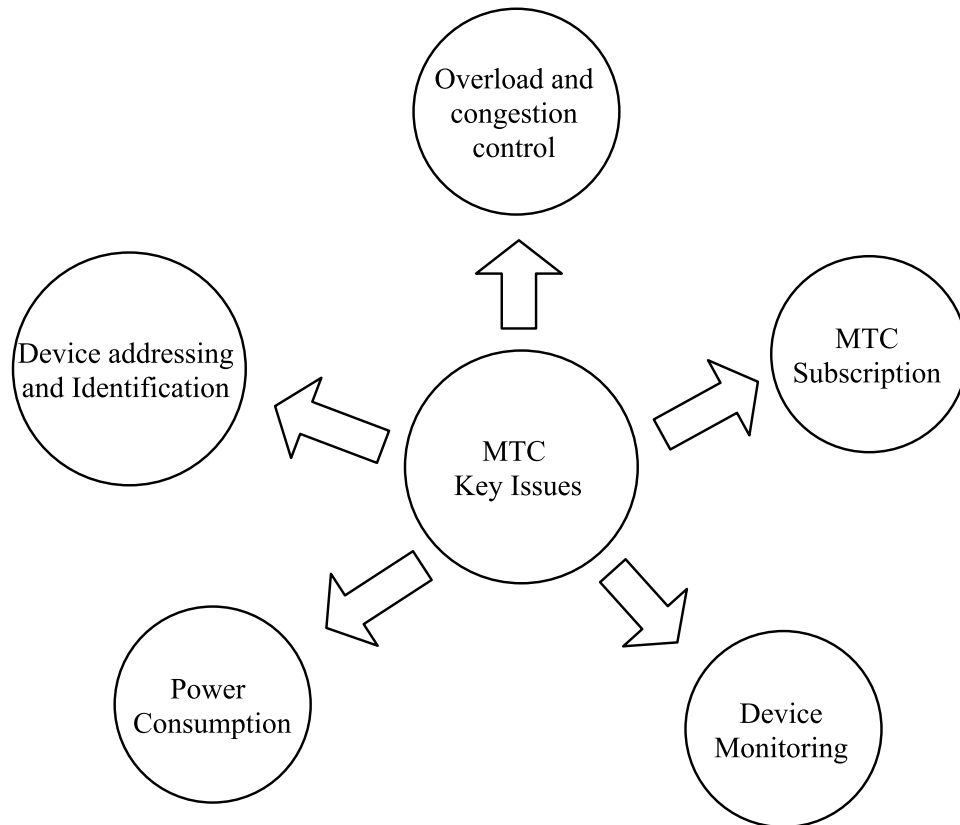 Overload and
congestion
control
Device addressing
and Identification
MTC
Subscription
MTC
Key Issues
Power
Consumption
Device
Monitoring